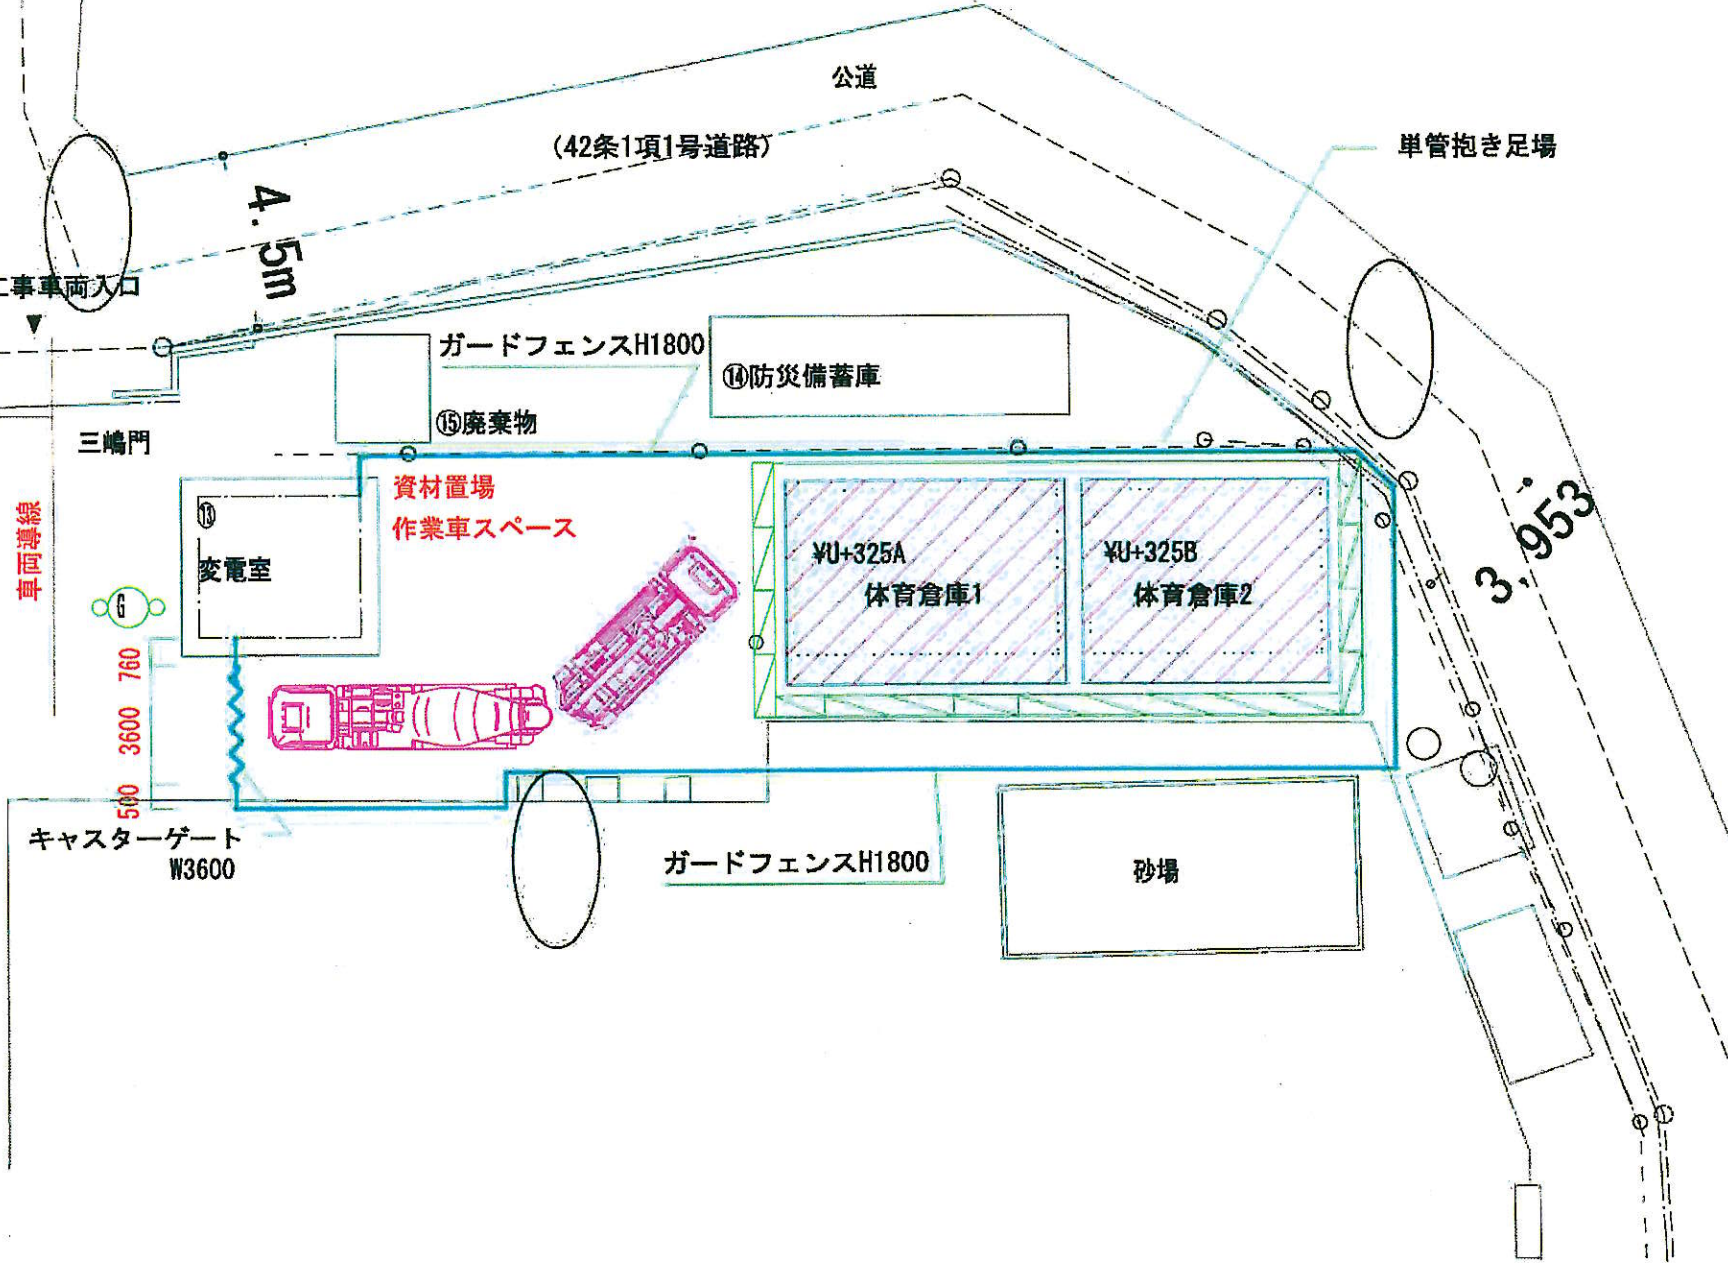 公道
(42条1項1号道路)
単管抱き足場
4.5m
工事車両入口
▼
ガードフェンスH1800
⑭防災備蓄庫
⑮廃棄物
三嶋門
資材置場
作業車スペース
車両導線
⑬
変電室
¥U+325A
体育倉庫1
¥U+325B
体育倉庫2
3,953
G
760
3600
500
キャスターゲート
W3600
ガードフェンスH1800
砂場